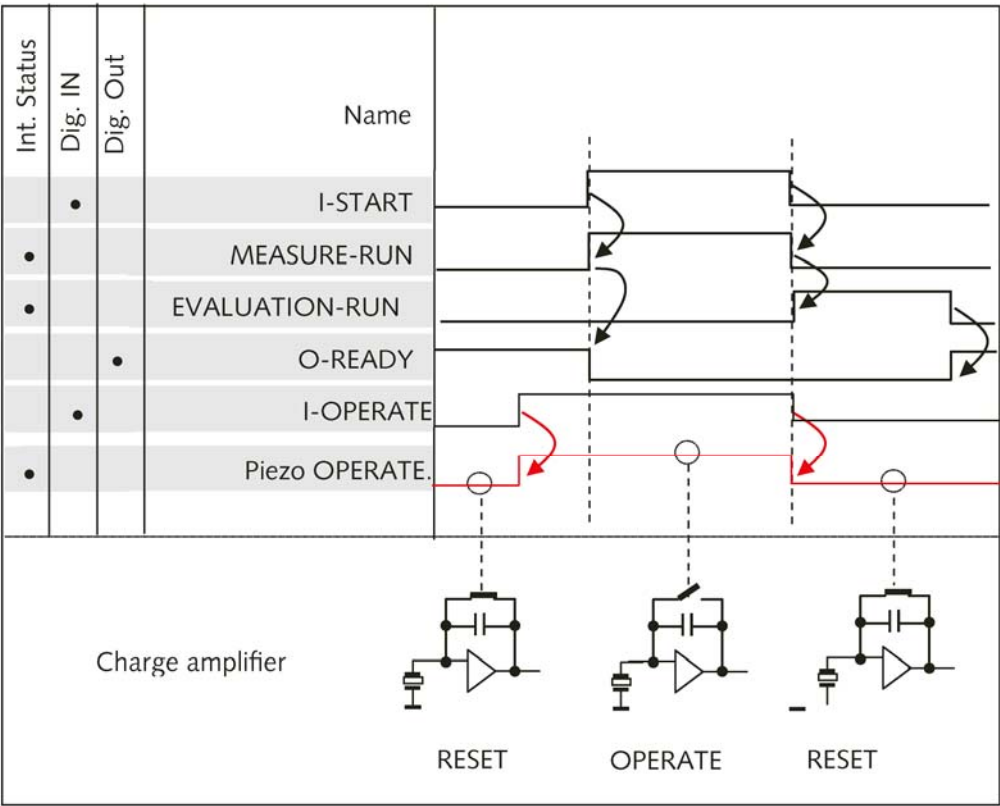 Int. Status
Dig. IN
Dig. Out
Name
I-START
MEASURE-RUN
EVALUATION-RUN
O-READY
I-OPERATE
Piezo OPERATE.
Charge amplifier
RESET
OPERATE
RESET